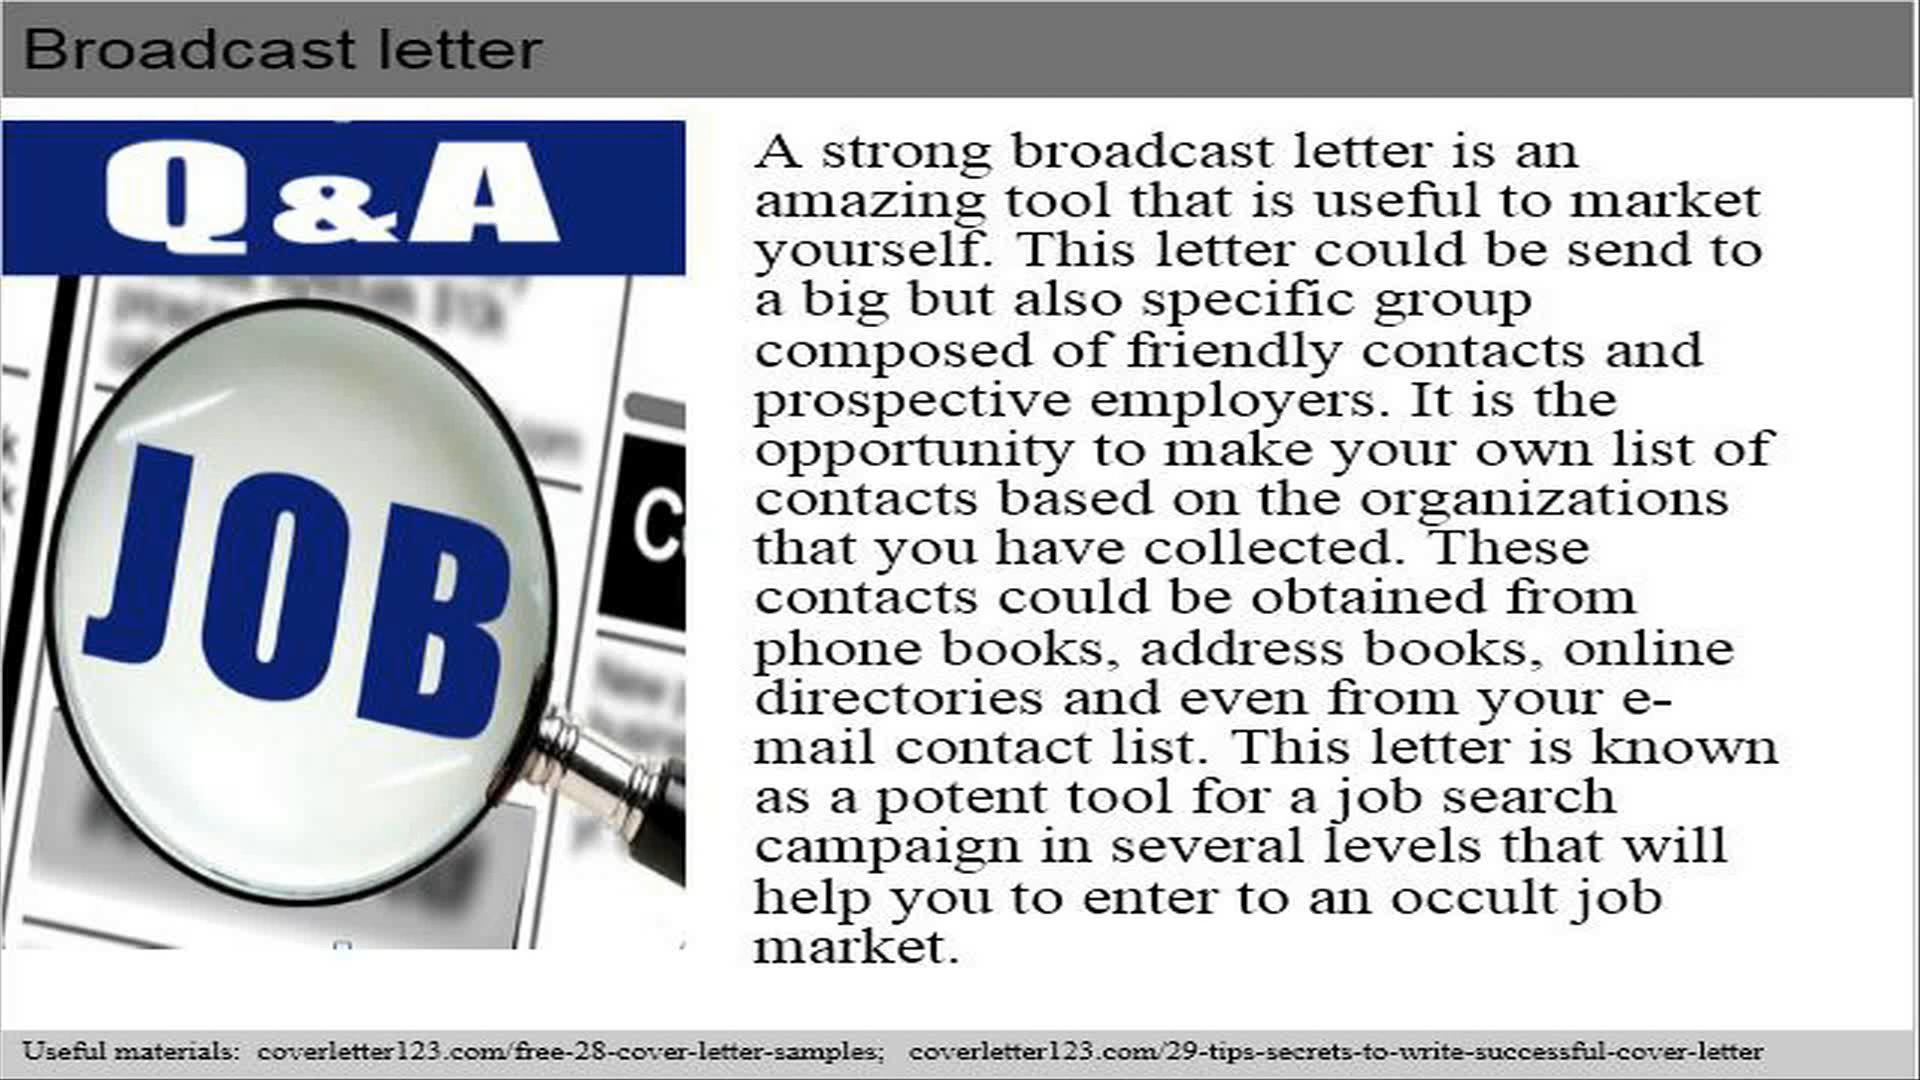 Broadcast letter
Q & A
JOB
A strong broadcast letter is an
amazing tool that is useful to market
yourself. This letter could be send to
a big but also specific group
composed of friendly contacts and
prospective employers. It is the
opportunity to make your own list of
contacts based on the organizations
that you have collected. These
contacts could be obtained from
phone books, address books, online
directories and even from your e-
mail contact list. This letter is known
as a potent tool for a job search
campaign in several levels that will
help you to enter to an occult job
market.
Useful materials: coverletter123.com/free-28-cover-letter-samples; coverletter123.com/29-tips-secrets-to-write-successful-cover-letter